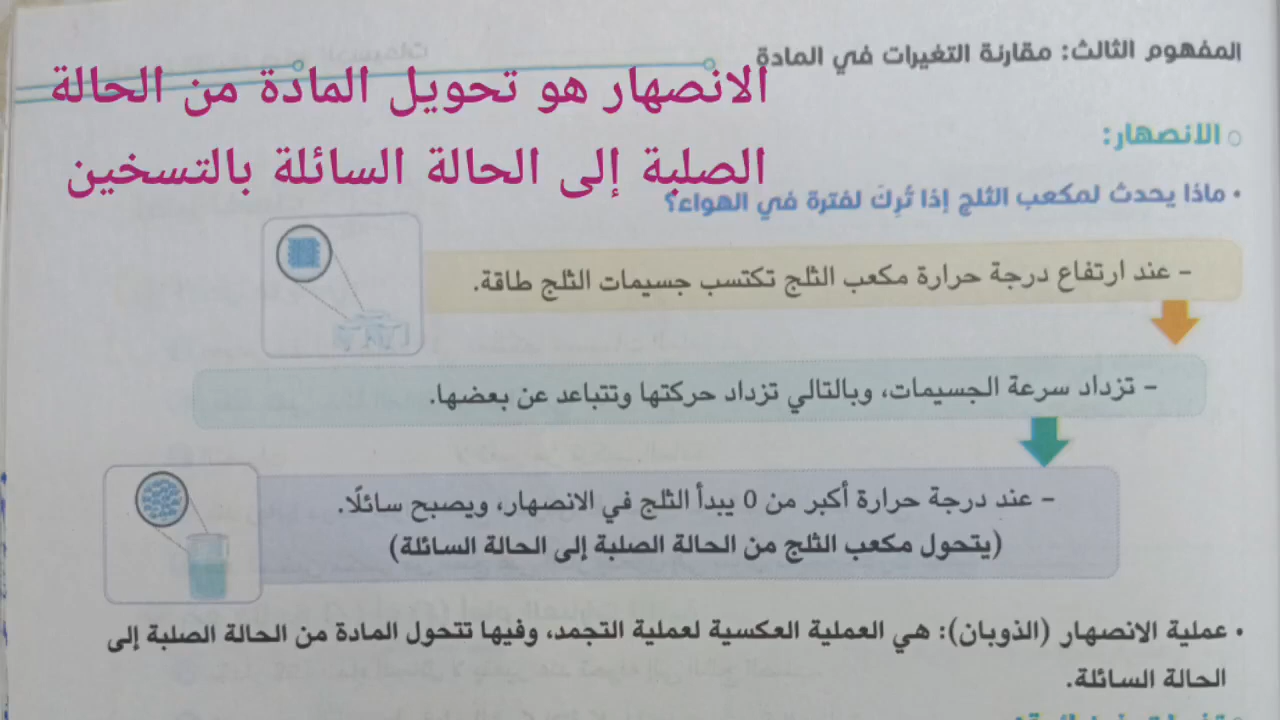 المفهوم الثالث: مقارنة التغيرات في المادة
الانصهار هو تحويل المادة من الحالة
الصلبة إلى الحالة السائلة بالتسخين
الانصهار:
• ماذا يحدث لمكعب الثلج إذا تُرِكَ لفترة في الهواء؟
- عند ارتفاع درجة حرارة مكعب الثلج تكتسب جسيمات الثلج طاقة.
- تزداد سرعة الجسيمات، وبالتالي تزداد حركتها وتتباعد عن بعضها.
- عند درجة حرارة أكبر من 0 يبدأ الثلج في الانصهار، ويصبح سائلًا.
(يتحول مكعب الثلج من الحالة الصلبة إلى الحالة السائلة)
• عملية الانصهار (الذوبان): هي العملية العكسية لعملية التجمد، وفيها تتحول المادة من الحالة الصلبة إلى
الحالة السائلة.